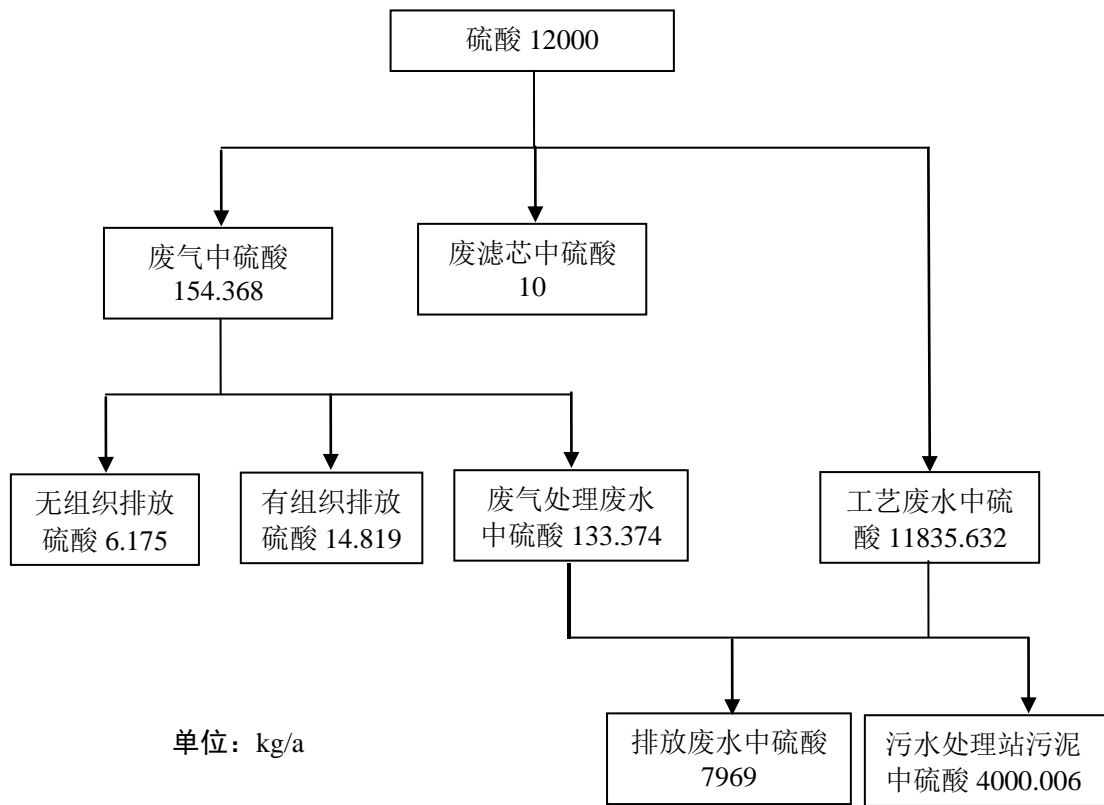 硫酸 12000
废气中硫酸
154.368
废滤芯中硫酸
10
无组织排放
硫酸 6.175
有组织排放
硫酸 14.819
废气处理废水
中硫酸 133.374
工艺废水中硫
酸 11835.632
排放废水中硫酸
7969
污水处理站污泥
中硫酸 4000.006
单位：kg/a